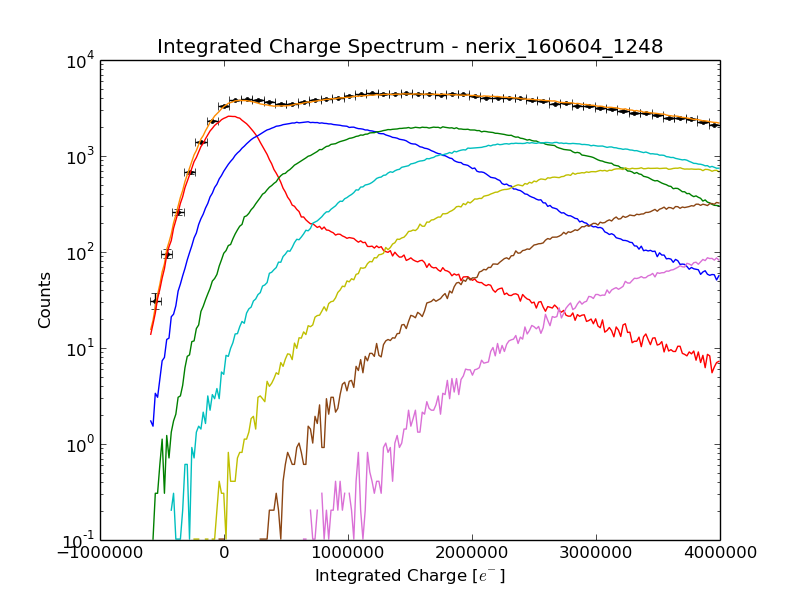 Integrated Charge Spectrum - nerix_160604_1248
Counts
10^4
10^3
10^2
10^1
10^0
10^-1
−1000000 0 1000000 2000000 3000000 4000000
Integrated Charge [e^-]